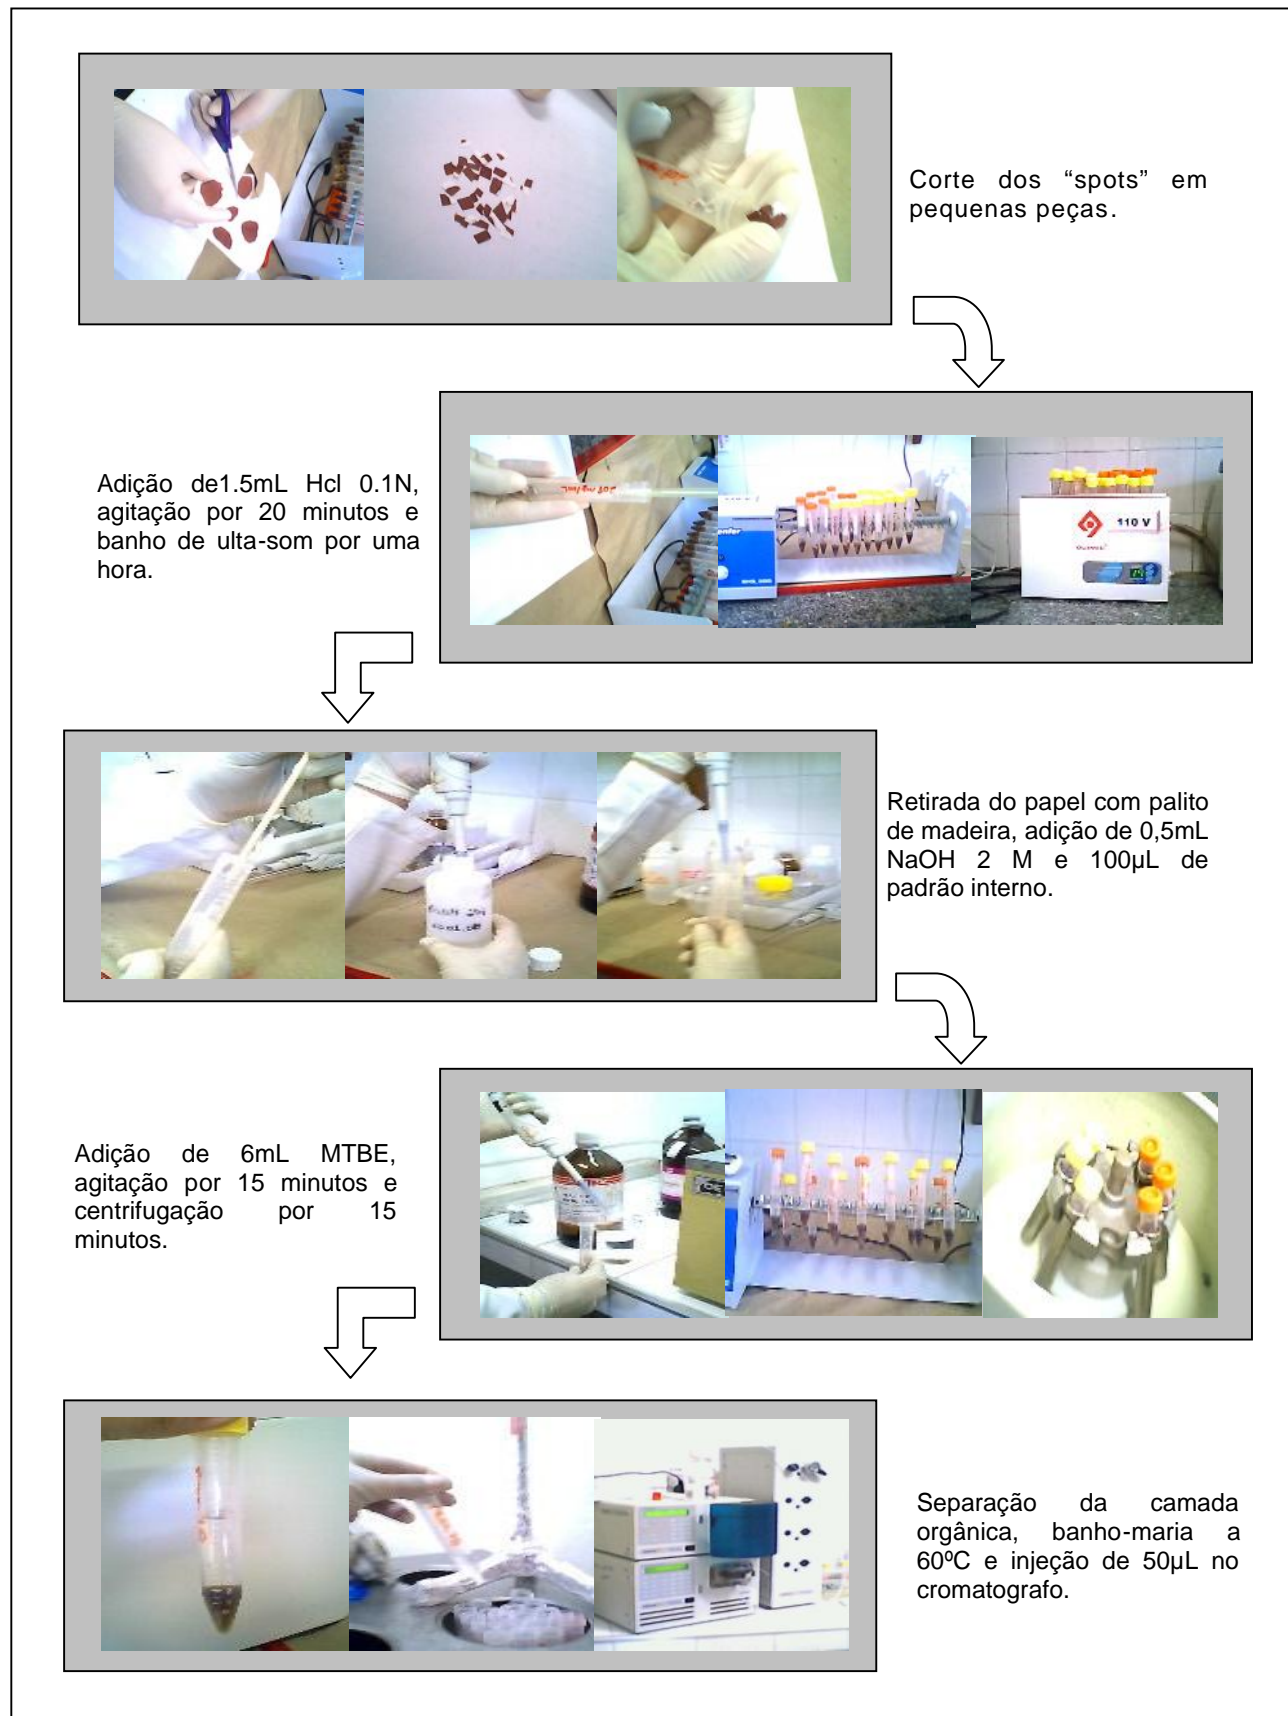 Corte dos “spots” em
pequenas peças.
Adição de1.5mL Hcl 0.1N,
agitação por 20 minutos e
banho de ulta-som por uma
hora.
110 V
Retirada do papel com palito
de madeira, adição de 0,5mL
NaOH 2 M e 100µL de
padrão interno.
Adição de 6mL MTBE,
agitação por 15 minutos e
centrifugação por 15
minutos.
Separação da camada
orgânica, banho-maria a
60ºC e injeção de 50µL no
cromatografo.